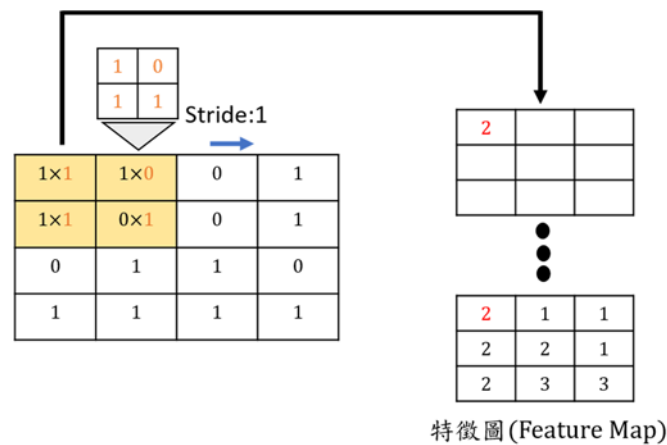 1 0
1 1
Stride:1
1×1 1×0 0 1
1×1 0×1 0 1
0 1 1 0
1 1 1 1
2
2 1 1
2 2 1
2 3 3
特徵圖(Feature Map)